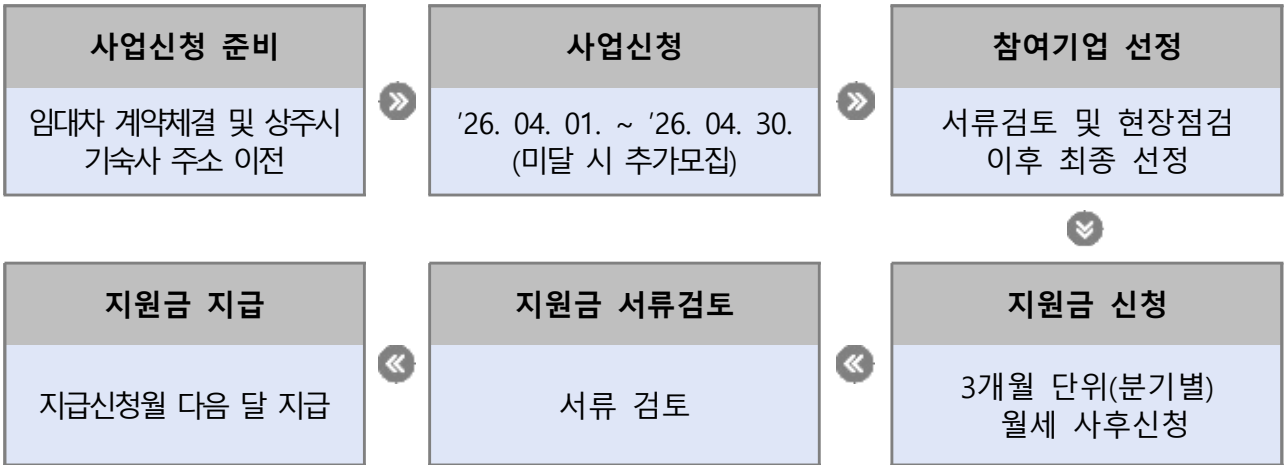 사업신청 준비
임대차 계약체결 및 상주시
기숙사 주소 이전
사업신청
'26. 04. 01. ~ '26. 04. 30.
(미달 시 추가모집)
참여기업 선정
서류검토 및 현장점검
이후 최종 선정
지원금 신청
3개월 단위(분기별)
월세 사후신청
지원금 서류검토
서류 검토
지원금 지급
지급신청월 다음 달 지급